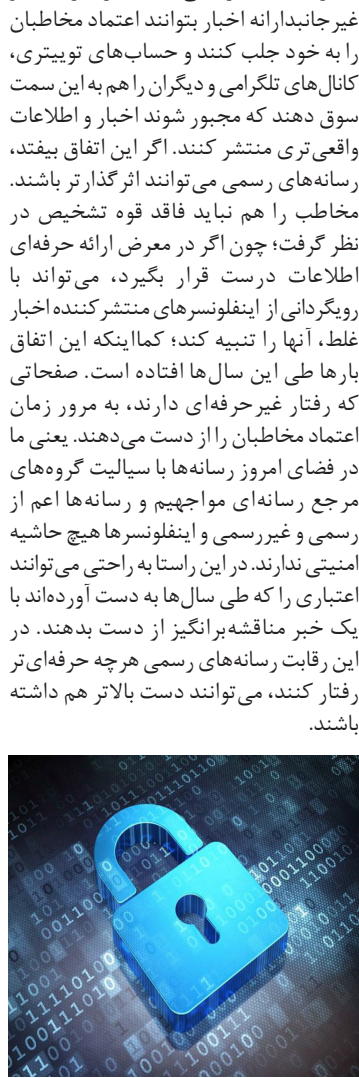 غیرجانبدارانه اخبار بتوانند اعتماد مخاطبان
را به خود جلب کنند و حساب‌های توییتری،
کانال‌های تلگرامی و دیگران را هم به این سمت
سوق دهند که مجبور شوند اخبار و اطلاعات
واقعی‌تری منتشر کنند. اگر این اتفاق بیفتد،
رسانه‌های رسمی می‌توانند اثرگذارتر باشند.
مخاطب را هم نباید فاقد قوه تشخیص در
نظر گرفت؛ چون اگر در معرض ارائه حرفه‌ای
اطلاعات درست قرار بگیرد، می‌تواند با
رویگردانی از اینفلونسرهای منتشرکننده اخبار
غلط، آنها را تنبیه کند؛ کمااینکه این اتفاق
بارها طی این سال‌ها افتاده است. صفحاتی
که رفتار غیرحرفه‌ای دارند، به مرور زمان
اعتماد مخاطبان را از دست می‌دهند. یعنی ما
در فضای امروز رسانه‌ها با سیالیت گروه‌های
مرجع رسانه‌ای مواجهیم و رسانه‌ها اعم از
رسمی و غیررسمی و اینفلونسرها هیچ حاشیه
امنیتی ندارند. در این راستا به راحتی می‌توانند
اعتباری را که طی سال‌ها به دست آورده‌اند با
یک خبر مناقشه‌برانگیز از دست بدهند. در
این رقابت رسانه‌های رسمی هرچه حرفه‌ای‌تر
رفتار کنند، می‌توانند دست بالاتر هم داشته
باشند.